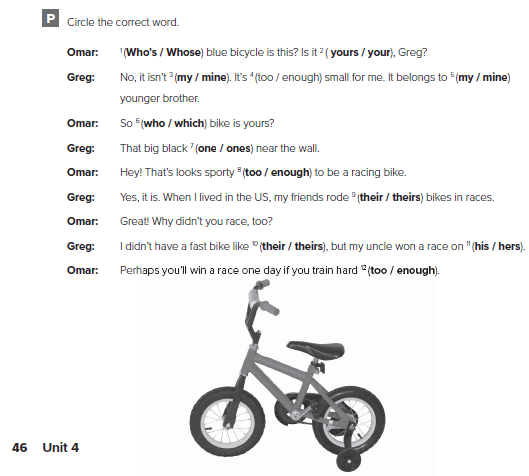 P Circle the correct word.
Omar: ¹(Who's / Whose) blue bicycle is this? Is it ²( yours / your), Greg?
Greg: No, it isn't ³(my / mine). It's ⁴(too / enough) small for me. It belongs to ⁵(my / mine)
younger brother.
Omar: So ⁶(who / which) bike is yours?
Greg: That big black ⁷(one / ones) near the wall.
Omar: Hey! That's looks sporty ⁸(too / enough) to be a racing bike.
Greg: Yes, it is. When I lived in the US, my friends rode ⁹(their / theirs) bikes in races.
Omar: Great! Why didn't you race, too?
Greg: I didn't have a fast bike like ¹⁰(their / theirs), but my uncle won a race on ¹¹(his / hers).
Omar: Perhaps you'll win a race one day if you train hard ¹²(too / enough).
46 Unit 4